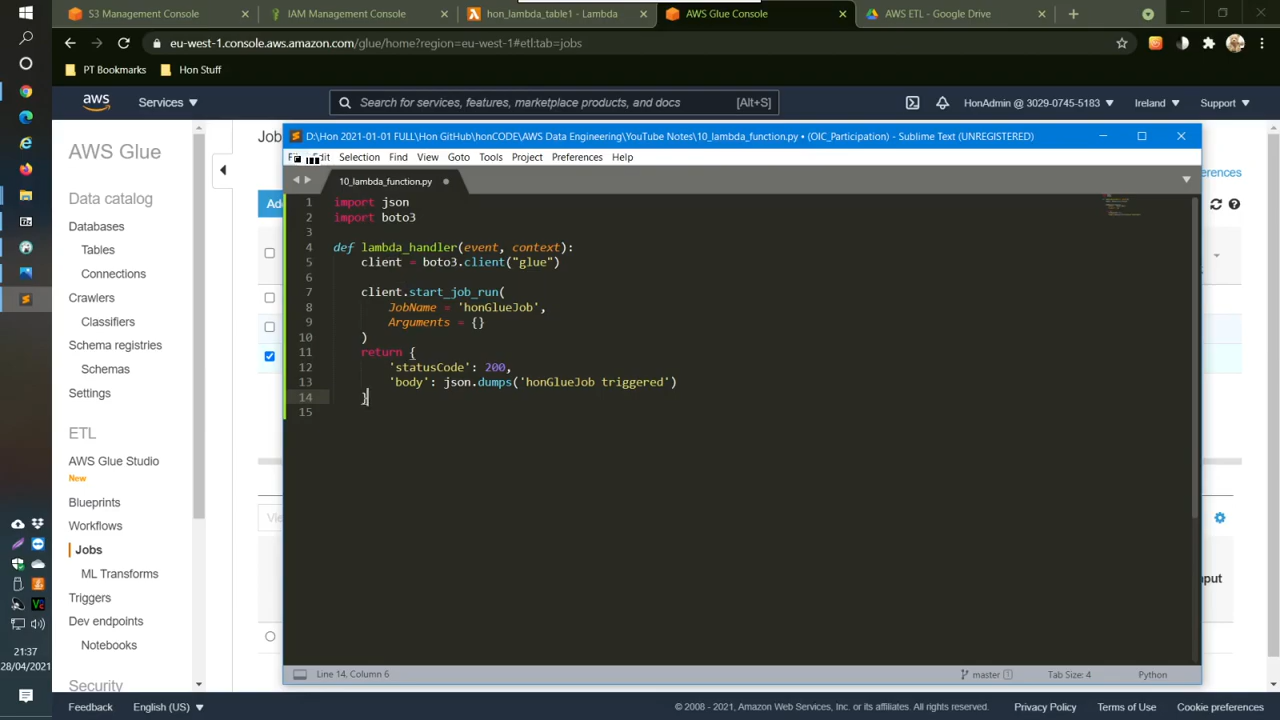 S3 Management Console
IAM Management Console
hon_lambda_table1 - Lambda
AWS Glue Console
AWS ETL - Google Drive
eu-west-1.console.aws.amazon.com/glue/home?region=eu-west-1#etl:tab=jobs
PT Bookmarks
Hon Stuff
aws
Services
Search for services, features, marketplace products, and docs
[Alt+S]
HonAdmin @ 3029-0745-5183
Ireland
Support
AWS Glue
Data catalog
Databases
Tables
Connections
Crawlers
Classifiers
Schema registries
Schemas
Settings
ETL
AWS Glue Studio
New
Blueprints
Workflows
Jobs
ML Transforms
Triggers
Dev endpoints
Notebooks
Security
D:\Hon 2021-01-01 FULL\Hon GitHub\honCODE\AWS Data Engineering\YouTube Notes\10_lambda_function.py • (OIC_Participation) - Sublime Text (UNREGISTERED)
Selection Find View Goto Tools Project Preferences Help
10_lambda_function.py
1 import json
2 import boto3
3
4 def lambda_handler(event, context):
5 client = boto3.client("glue")
6
7 client.start_job_run(
8 JobName = 'honGlueJob',
9 Arguments = {}
10 )
11 return {
12 'statusCode': 200,
13 'body': json.dumps('honGlueJob triggered')
14 }
15
Line 14, Column 6
master 1
Tab Size: 4
Python
21:37
28/04/2021
Feedback
English (US)
© 2008 - 2021, Amazon Web Services, Inc. or its affiliates. All rights reserved.
Privacy Policy
Terms of Use
Cookie preferences